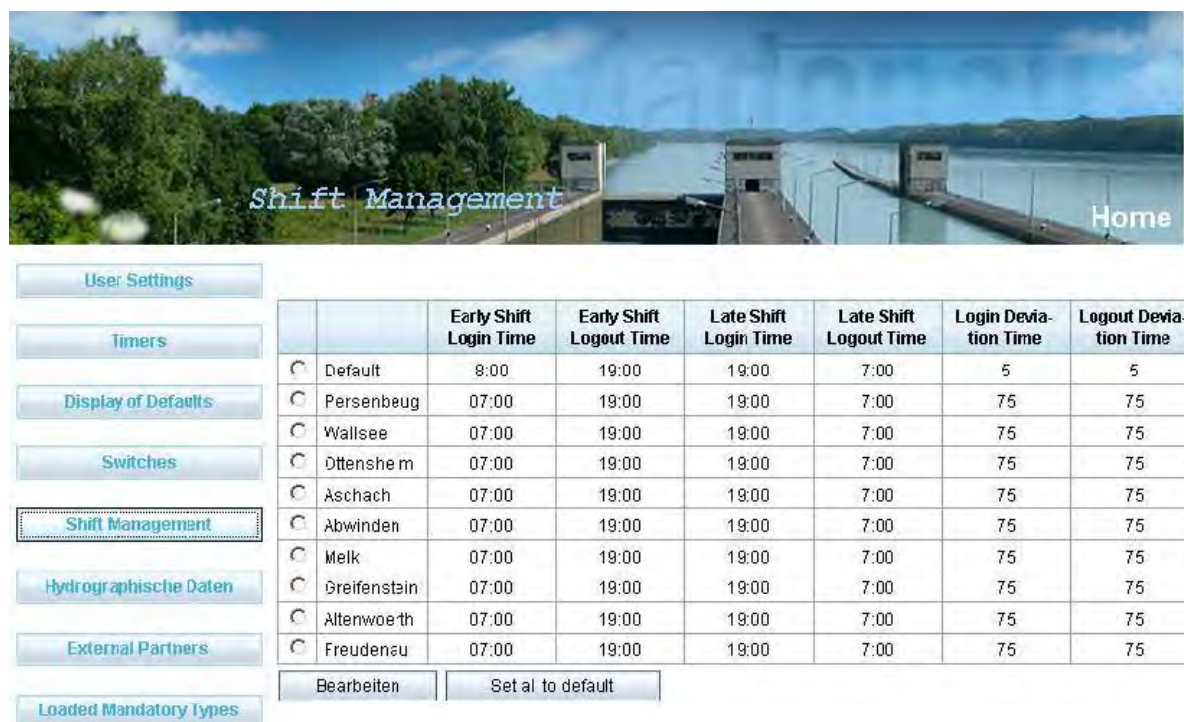 Shift Management
Home
User Settings
Timers
Display of Defaults
Switches
Shift Management
Hydrographische Daten
External Partners
Loaded Mandatory Types
Early Shift Login Time Early Shift Logout Time Late Shift Login Time Late Shift Logout Time Login Devia-tion Time Logout Devia-tion Time
Default 8:00 19:00 19:00 7:00 5 5
Persenbeug 07:00 19:00 19:00 7:00 75 75
Wallsee 07:00 19:00 19:00 7:00 75 75
Ottensheim 07:00 19:00 19:00 7:00 75 75
Aschach 07:00 19:00 19:00 7:00 75 75
Abwinden 07:00 19:00 19:00 7:00 75 75
Melk 07:00 19:00 19:00 7:00 75 75
Greifenstein 07:00 19:00 19:00 7:00 75 75
Altenwoerth 07:00 19:00 19:00 7:00 75 75
Freudenau 07:00 19:00 19:00 7:00 75 75
Bearbeiten Set all to default